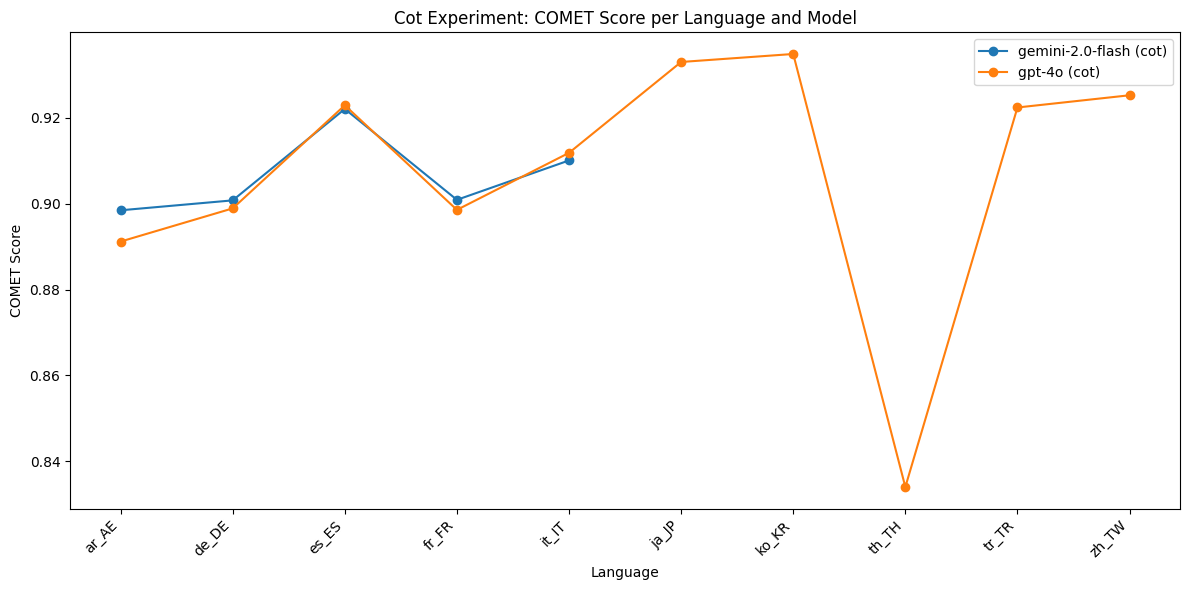 Cot Experiment: COMET Score per Language and Model
gemini-2.0-flash (cot)
gpt-4o (cot)
COMET Score
0.92
0.90
0.88
0.86
0.84
ar_AE
de_DE
es_ES
fr_FR
it_IT
ja_JP
ko_KR
th_TH
tr_TR
zh_TW
Language